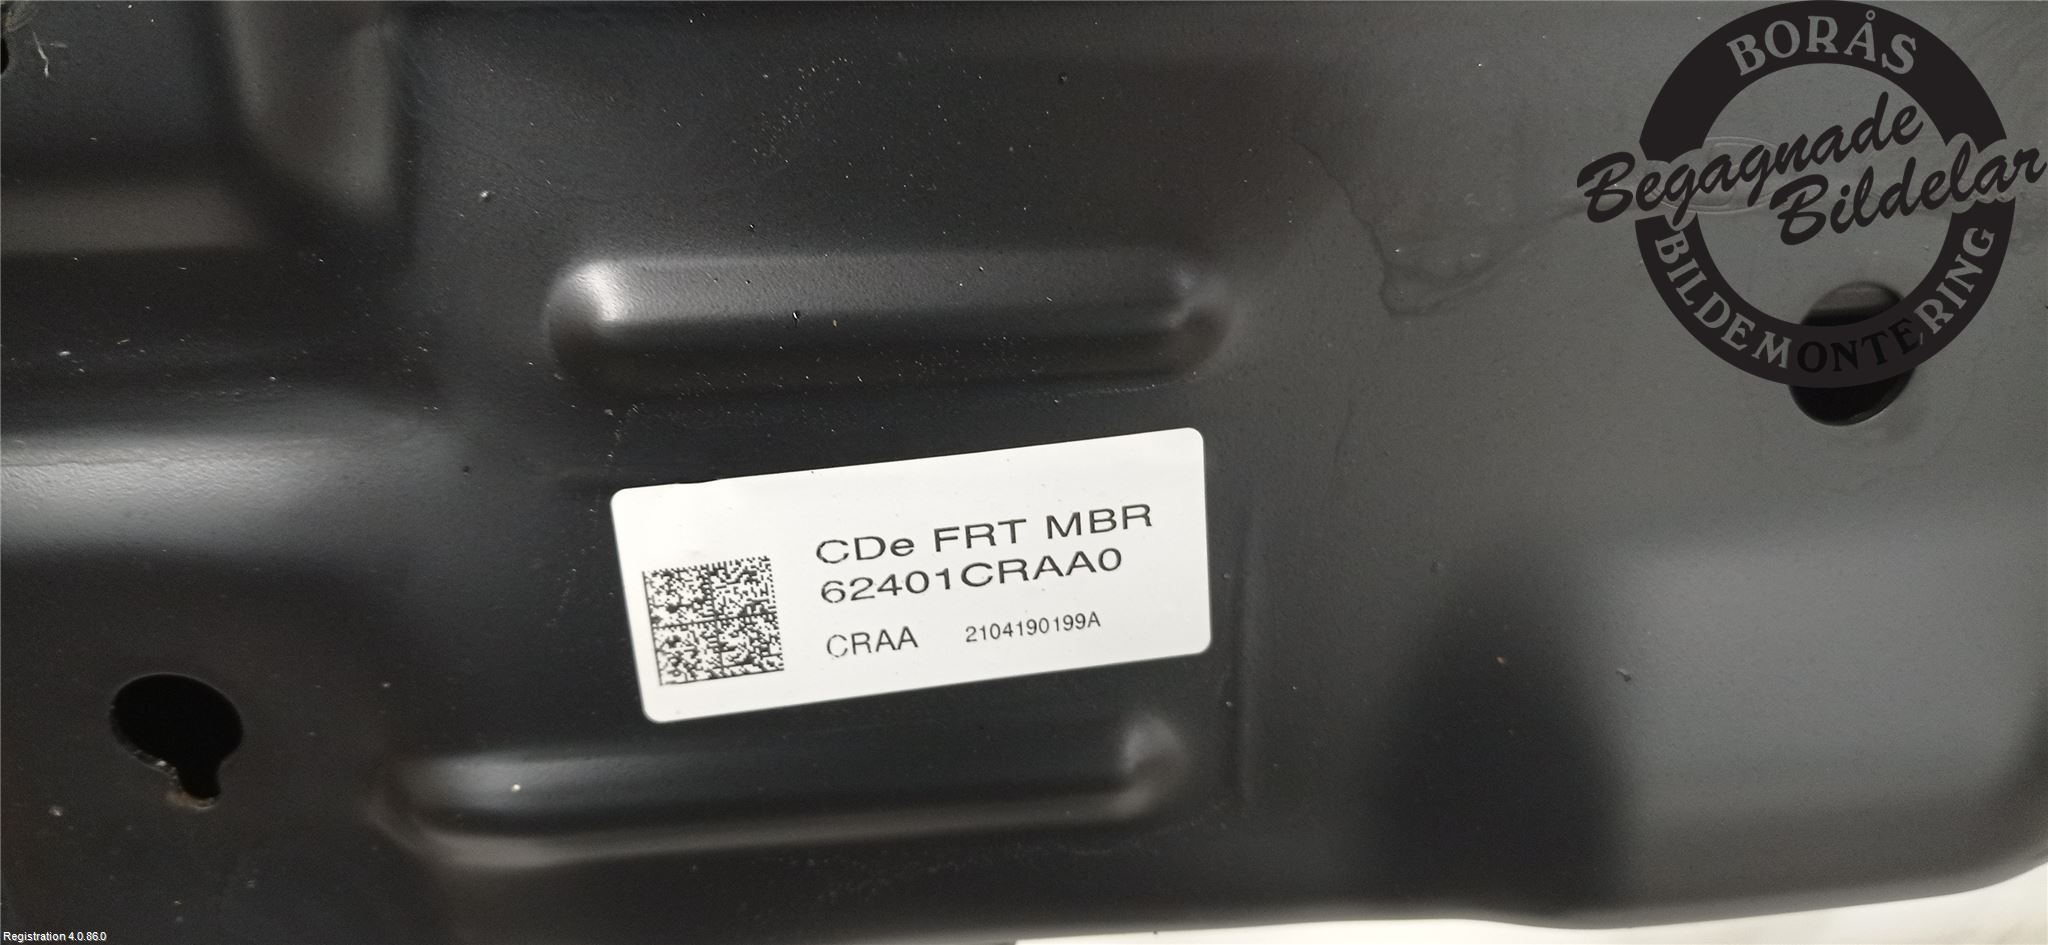 BORÅS
Begagnade
Bildelar
BILDEMONTERING
CDe FRT MBR
62401CRAA0
CRAA 2104190199A
Registration 4.0.86.0